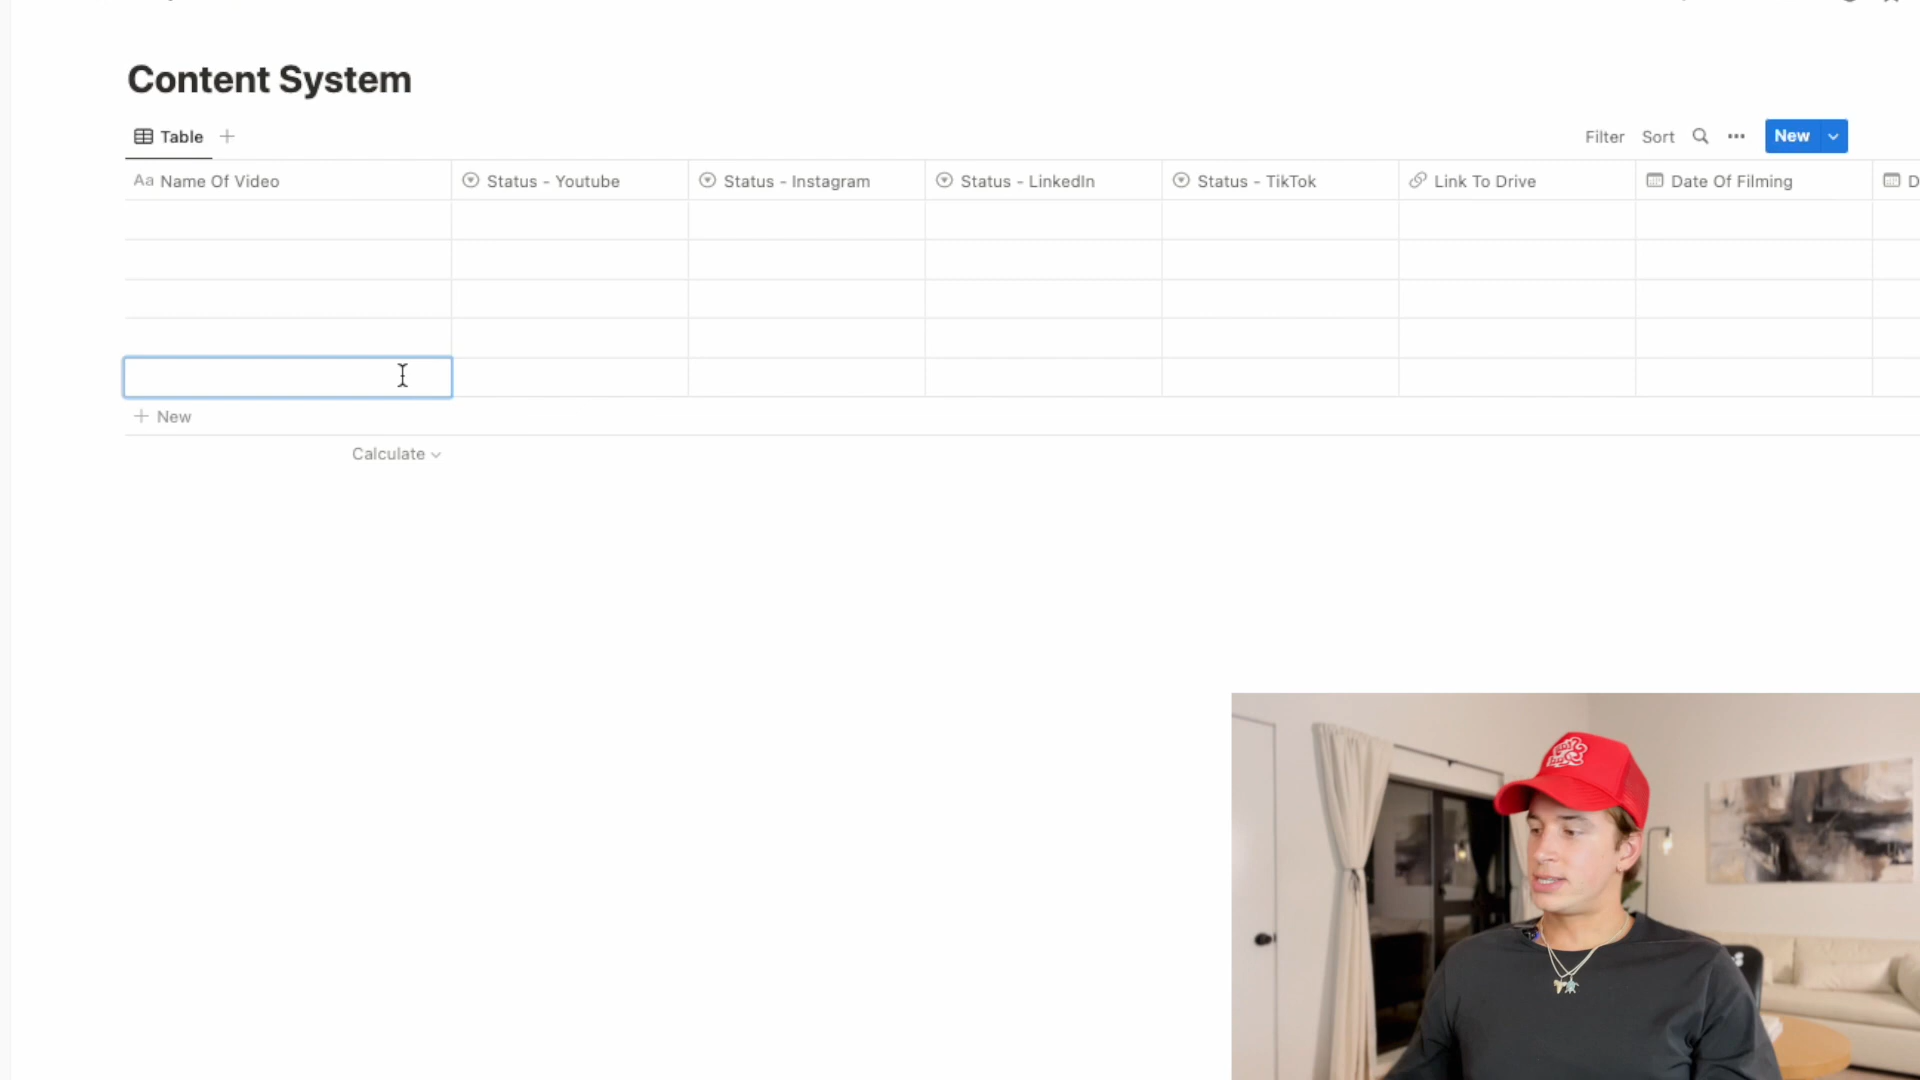 Content System
Table
Filter Sort New
Aa Name Of Video Status - Youtube Status - Instagram Status - LinkedIn Status - TikTok Link To Drive Date Of Filming D
New
Calculate